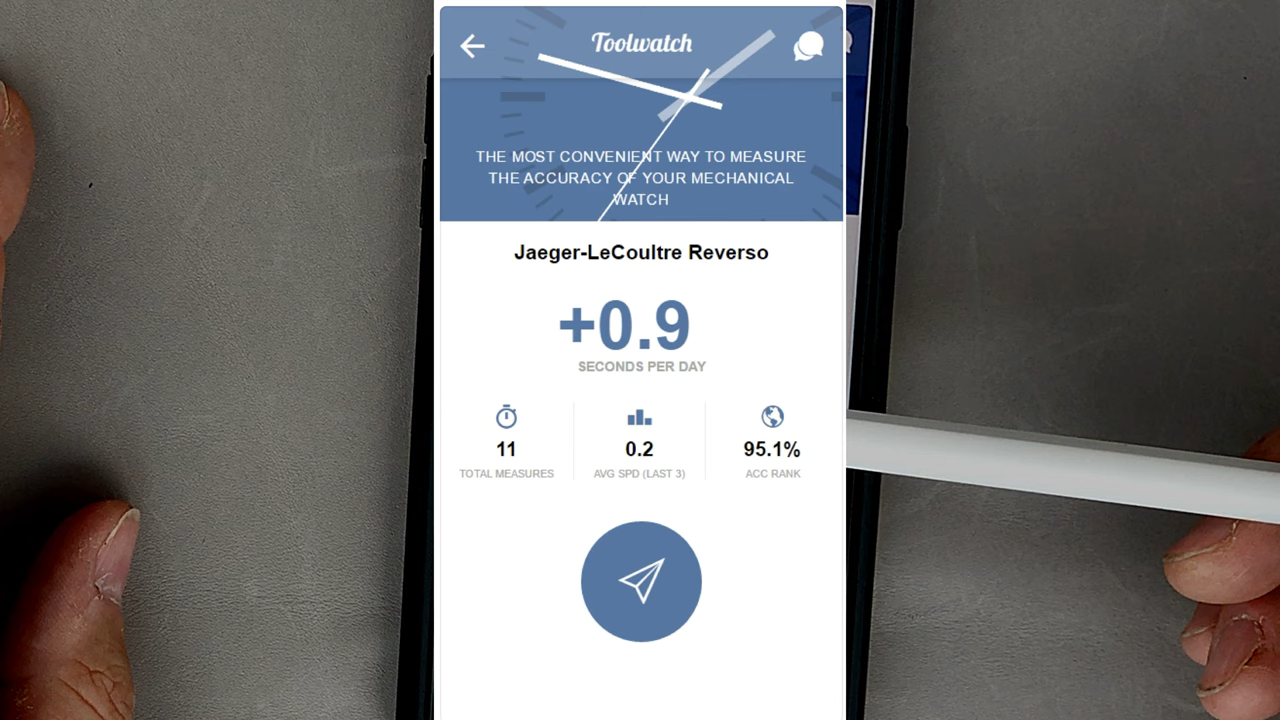 Toolwatch
THE MOST CONVENIENT WAY TO MEASURE
THE ACCURACY OF YOUR MECHANICAL
WATCH
Jaeger-LeCoultre Reverso
+0.9
SECONDS PER DAY
11
0.2
95.1%
TOTAL MEASURES
AVG SPD (LAST 3)
ACC RANK